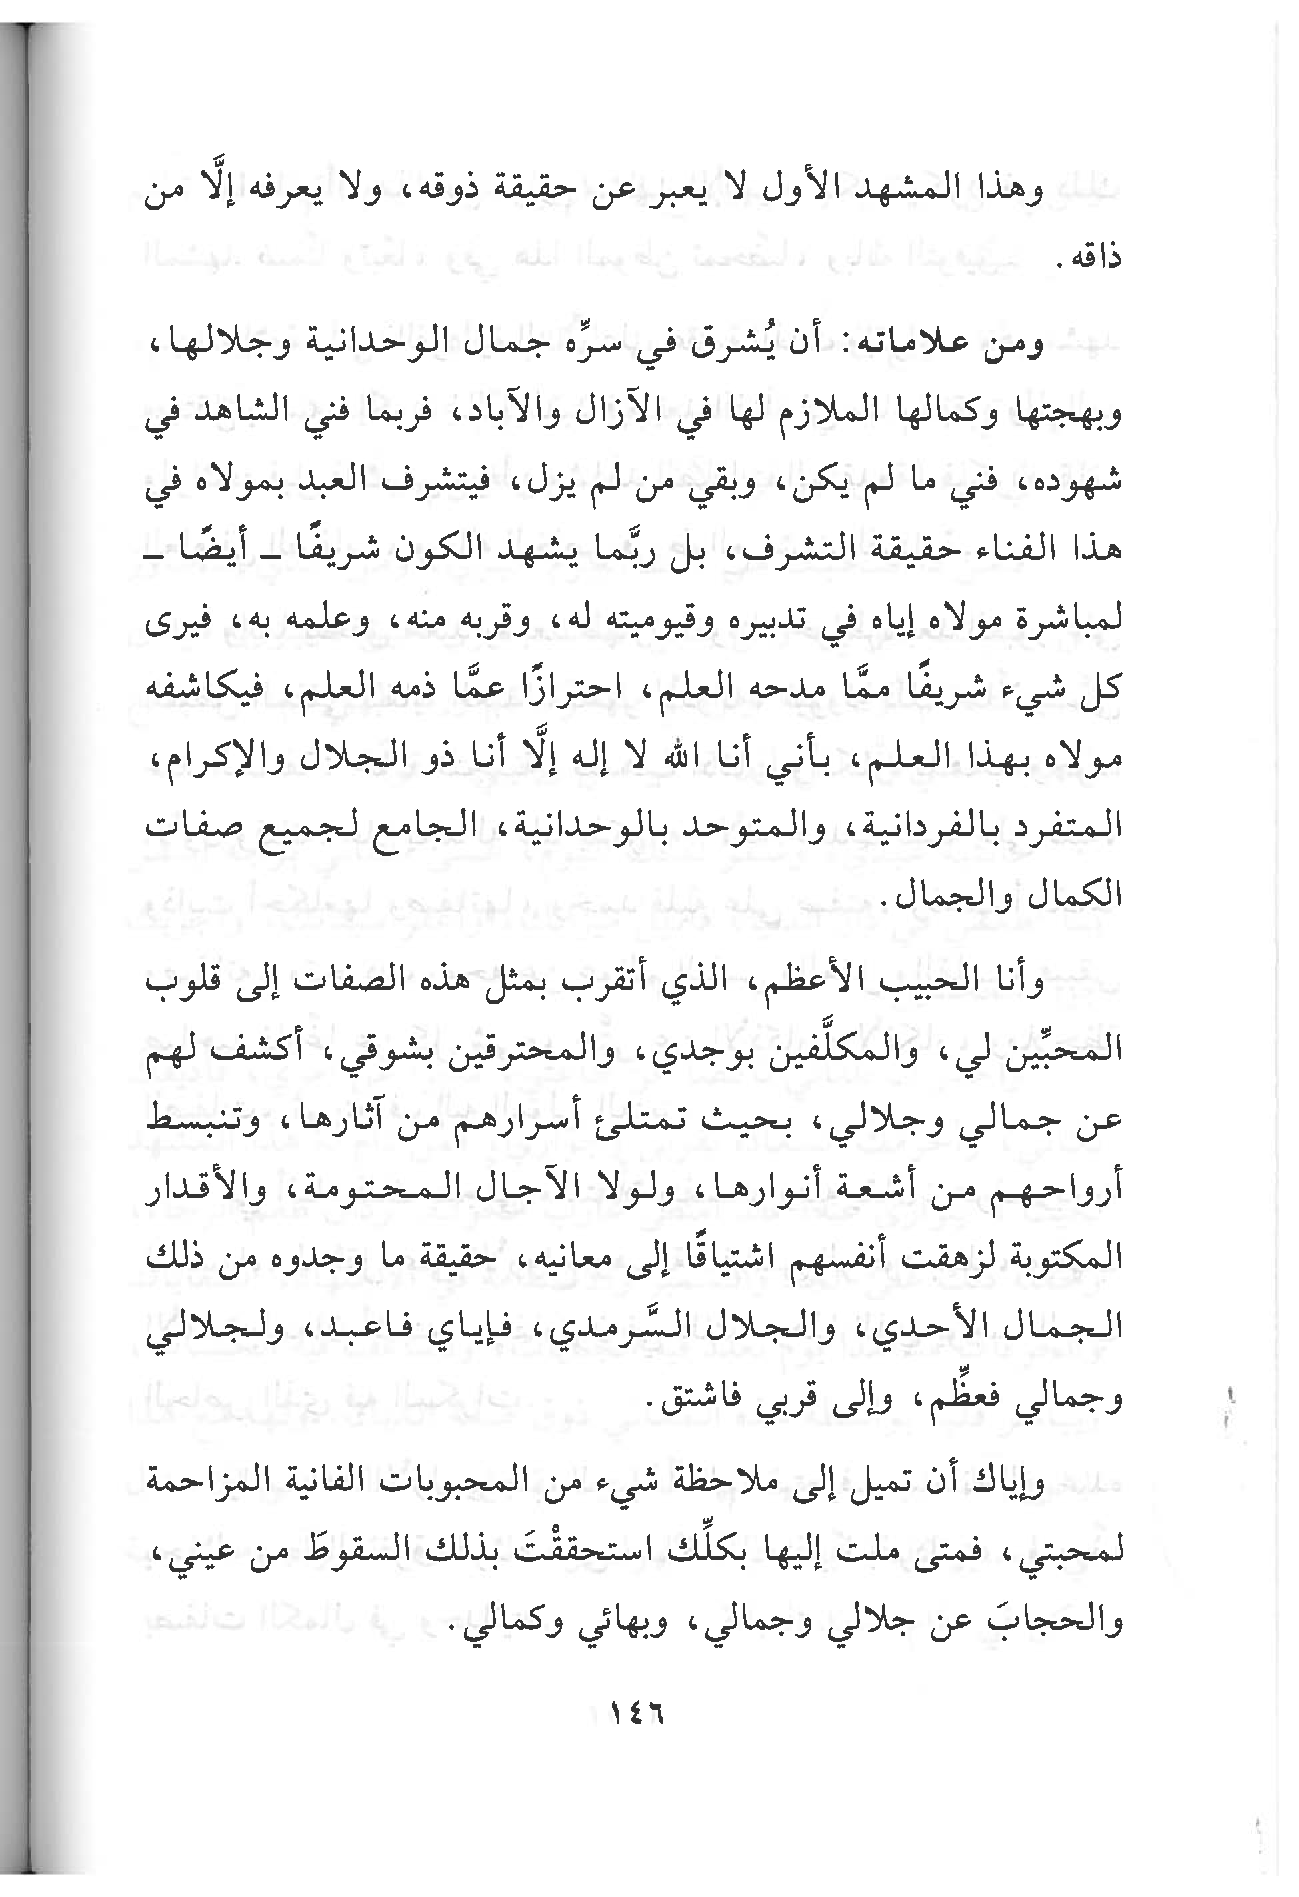 وهذا المشهد الأول لا يعبر عن حقيقة ذوقه، ولا يعرفه إلَّا من
ذاقه .
ومن علاماته: أن يُشرق في سرِّه جمال الوحدانية وجلالها،
وبهجتها وكمالها الملازم لها في الآزال والآباد، فربما فني الشاهد في
شهوده، فني ما لم يكن، وبقي من لم يزل، فيتشرف العبد بمولاه في
هذا الفناء حقيقة التشرف، بل ربَّما يشهد الكون شريفًا - أيضًا -
لمباشرة مولاه إياه في تدبيره وقيوميته له، وقربه منه، وعلمه به، فيرى
كل شيء شريفًا ممَّا مدحه العلم، احترازًا عمَّا ذمه العلم، فيكاشفه
مولاه بهذا العلم، بأني أنا الله لا إله إلَّا أنا ذو الجلال والإكرام،
المتفرد بالفردانية، والمتوحد بالوحدانية، الجامع لجميع صفات
الكمال والجمال.
وأنا الحبيب الأعظم، الذي أتقرب بمثل هذه الصفات إلى قلوب
المحبِّين لي، والمكلَّفين بوجدي، والمحترقين بشوقي، أكشف لهم
عن جمالي وجلالي، بحيث تمتلئ أسرارهم من آثارها، وتنبسط
أرواحهم من أشعة أنوارها، ولولا الآجال المحتومة، والأقدار
المكتوبة لزهقت أنفسهم اشتياقًا إلى معانيه، حقيقة ما وجدوه من ذلك
الجمال الأحدي، والجلال السَّرمدي، فإياي فاعبد، ولجلالي
وجمالي فعظِّم، وإلى قربي فاشتق.
وإياك أن تميل إلى ملاحظة شيء من المحبوبات الفانية المزاحمة
لمحبتي، فمتى ملت إليها بكلِّك استحققْتَ بذلك السقوطَ من عيني،
والحجابَ عن جلالي وجمالي، وبهائي وكمالي.
١٤٦